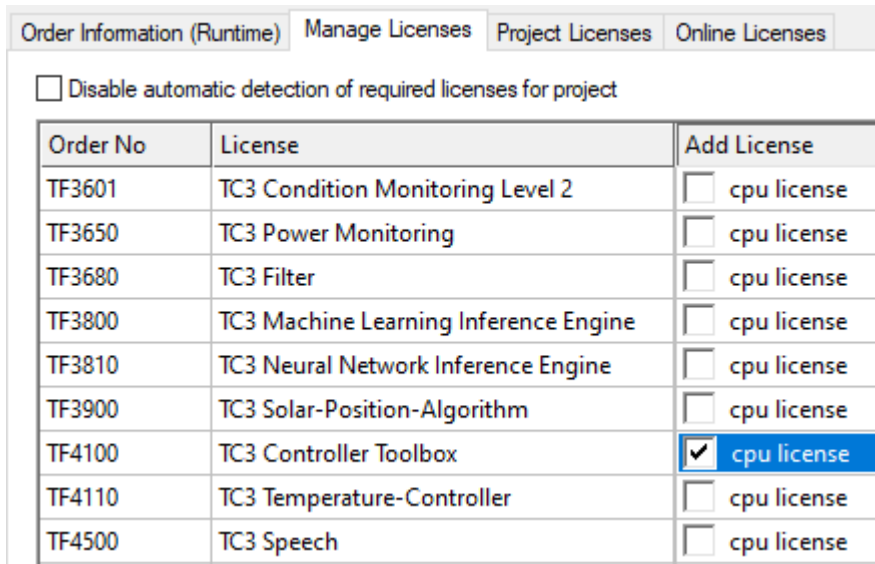 Order Information (Runtime) Manage Licenses Project Licenses Online Licenses
Disable automatic detection of required licenses for project
Order No License Add License
TF3601 TC3 Condition Monitoring Level 2 cpu license
TF3650 TC3 Power Monitoring cpu license
TF3680 TC3 Filter cpu license
TF3800 TC3 Machine Learning Inference Engine cpu license
TF3810 TC3 Neural Network Inference Engine cpu license
TF3900 TC3 Solar-Position-Algorithm cpu license
TF4100 TC3 Controller Toolbox cpu license
TF4110 TC3 Temperature-Controller cpu license
TF4500 TC3 Speech cpu license